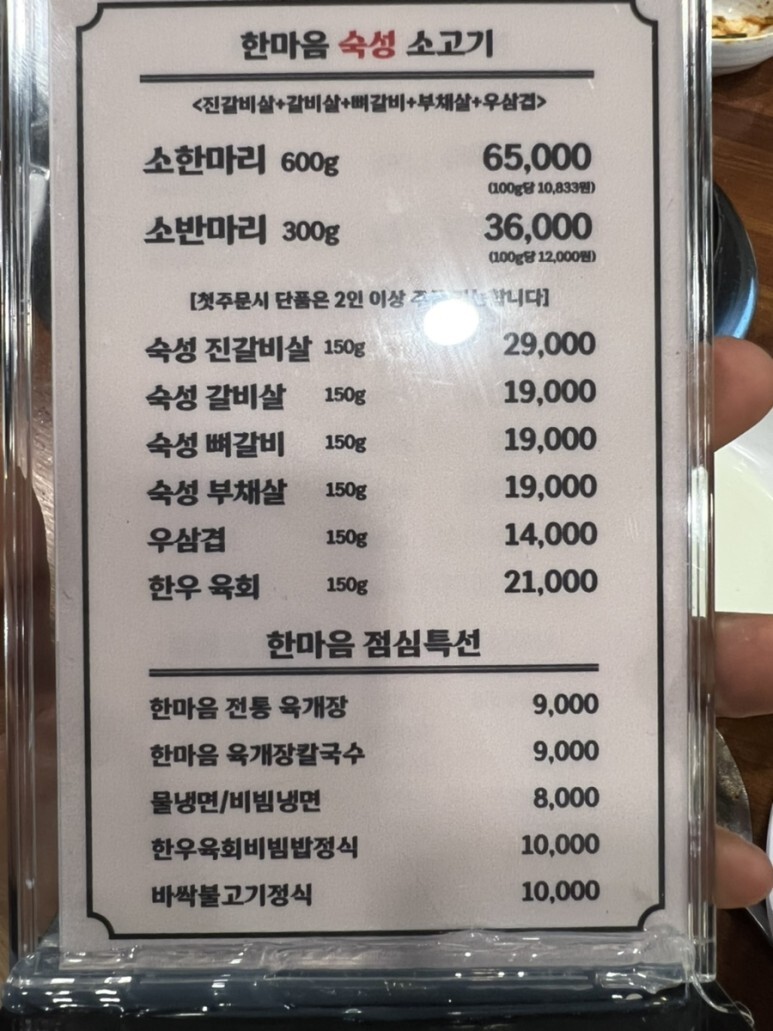 한마음 숙성 소고기
<진갈비살+갈비살+뼈갈비+부채살+우삼겹>
소한마리 600g 65,000
(100g당 10,833원)
소반마리 300g 36,000
(100g당 12,000원)
[첫주문시 단품은 2인 이상
숙성 진갈비살 150g 29,000
숙성 갈비살 150g 19,000
숙성 뼈갈비 150g 19,000
숙성 부채살 150g 19,000
우삼겹 150g 14,000
한우 육회 150g 21,000
한마음 점심특선
한마음 전통 육개장 9,000
한마음 육개장칼국수 9,000
물냉면/비빔냉면 8,000
한우육회비빔밥정식 10,000
바싹불고기정식 10,000